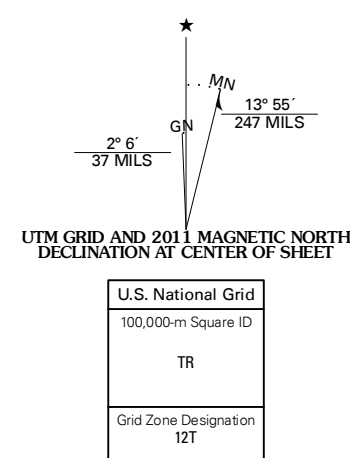 ★
MN
GN
13° 55´
247 MILS
2° 6´
37 MILS
UTM GRID AND 2011 MAGNETIC NORTH
DECLINATION AT CENTER OF SHEET
U.S. National Grid
100,000-m Square ID
TR
Grid Zone Designation
12T